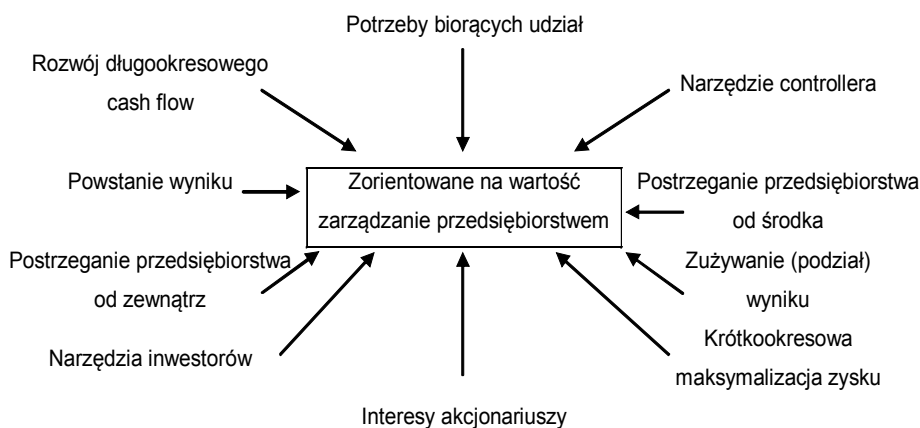 Potrzeby biorących udział
Rozwój długookresowego
cash flow
Narzędzie controllera
Powstanie wyniku
Zorientowane na wartość
zarządzanie przedsiębiorstwem
Postrzeganie przedsiębiorstwa
od środka
Postrzeganie przedsiębiorstwa
od zewnątrz
Zużywanie (podział)
wyniku
Narzędzia inwestorów
Krótkookresowa
maksymalizacja zysku
Interesy akcjonariuszy